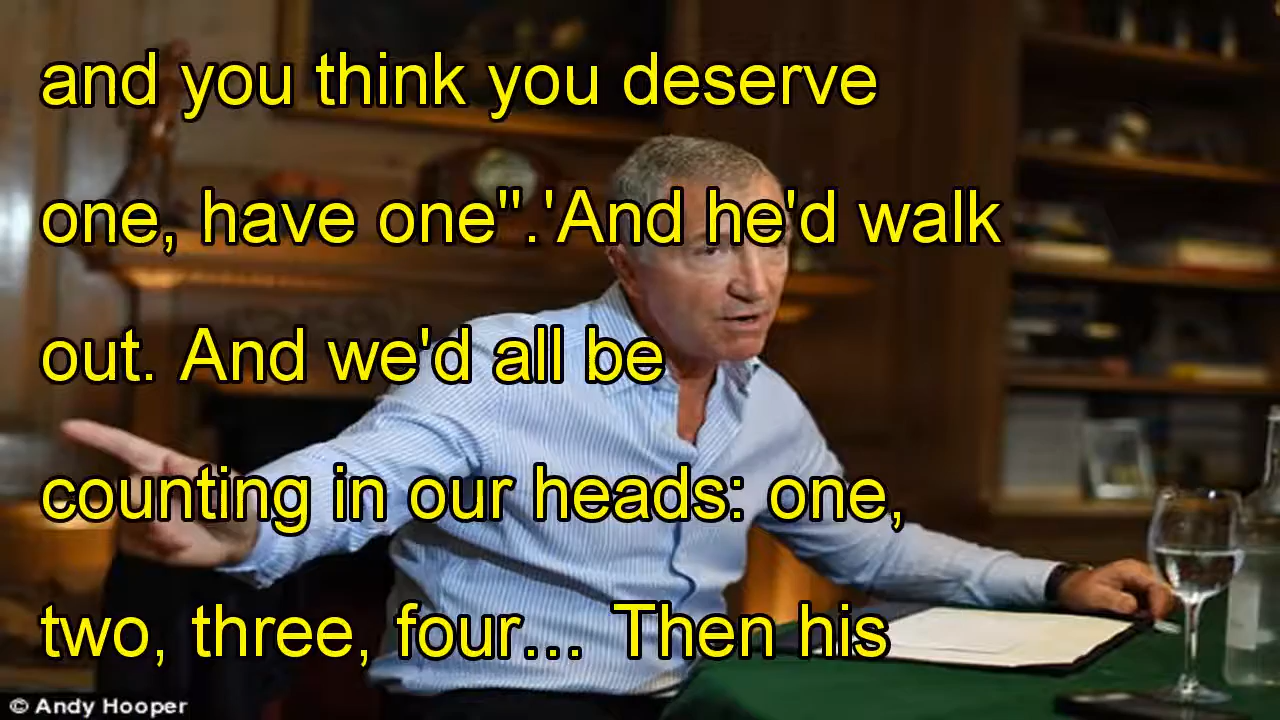 and you think you deserve
one, have one".'And he'd walk
out. And we'd all be
counting in our heads: one,
two, three, four... Then his
© Andy Hooper